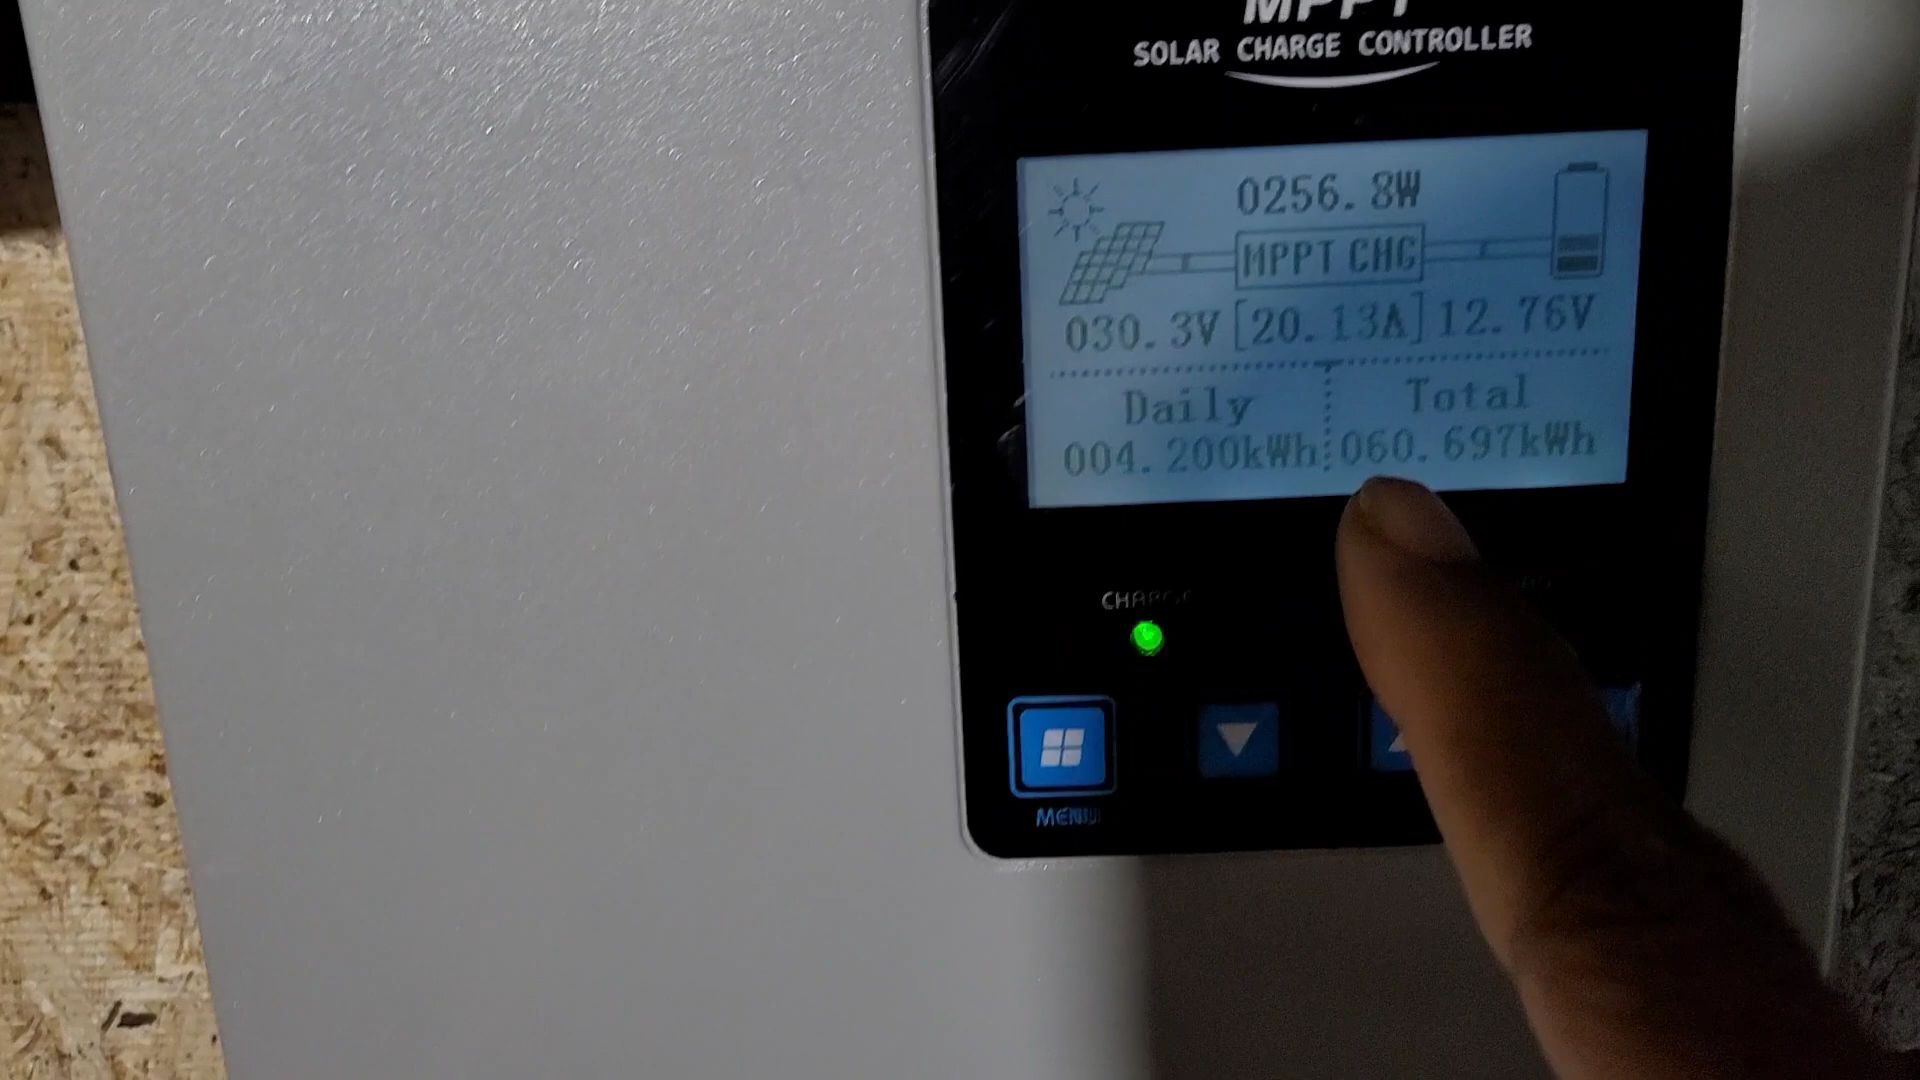 MPPT
SOLAR CHARGE CONTROLLER
0256.8W
MPPT CHG
030.3V [20.13A] 12.76V
Daily Total
004.200kWh 060.697kWh
CHARGE
MENU